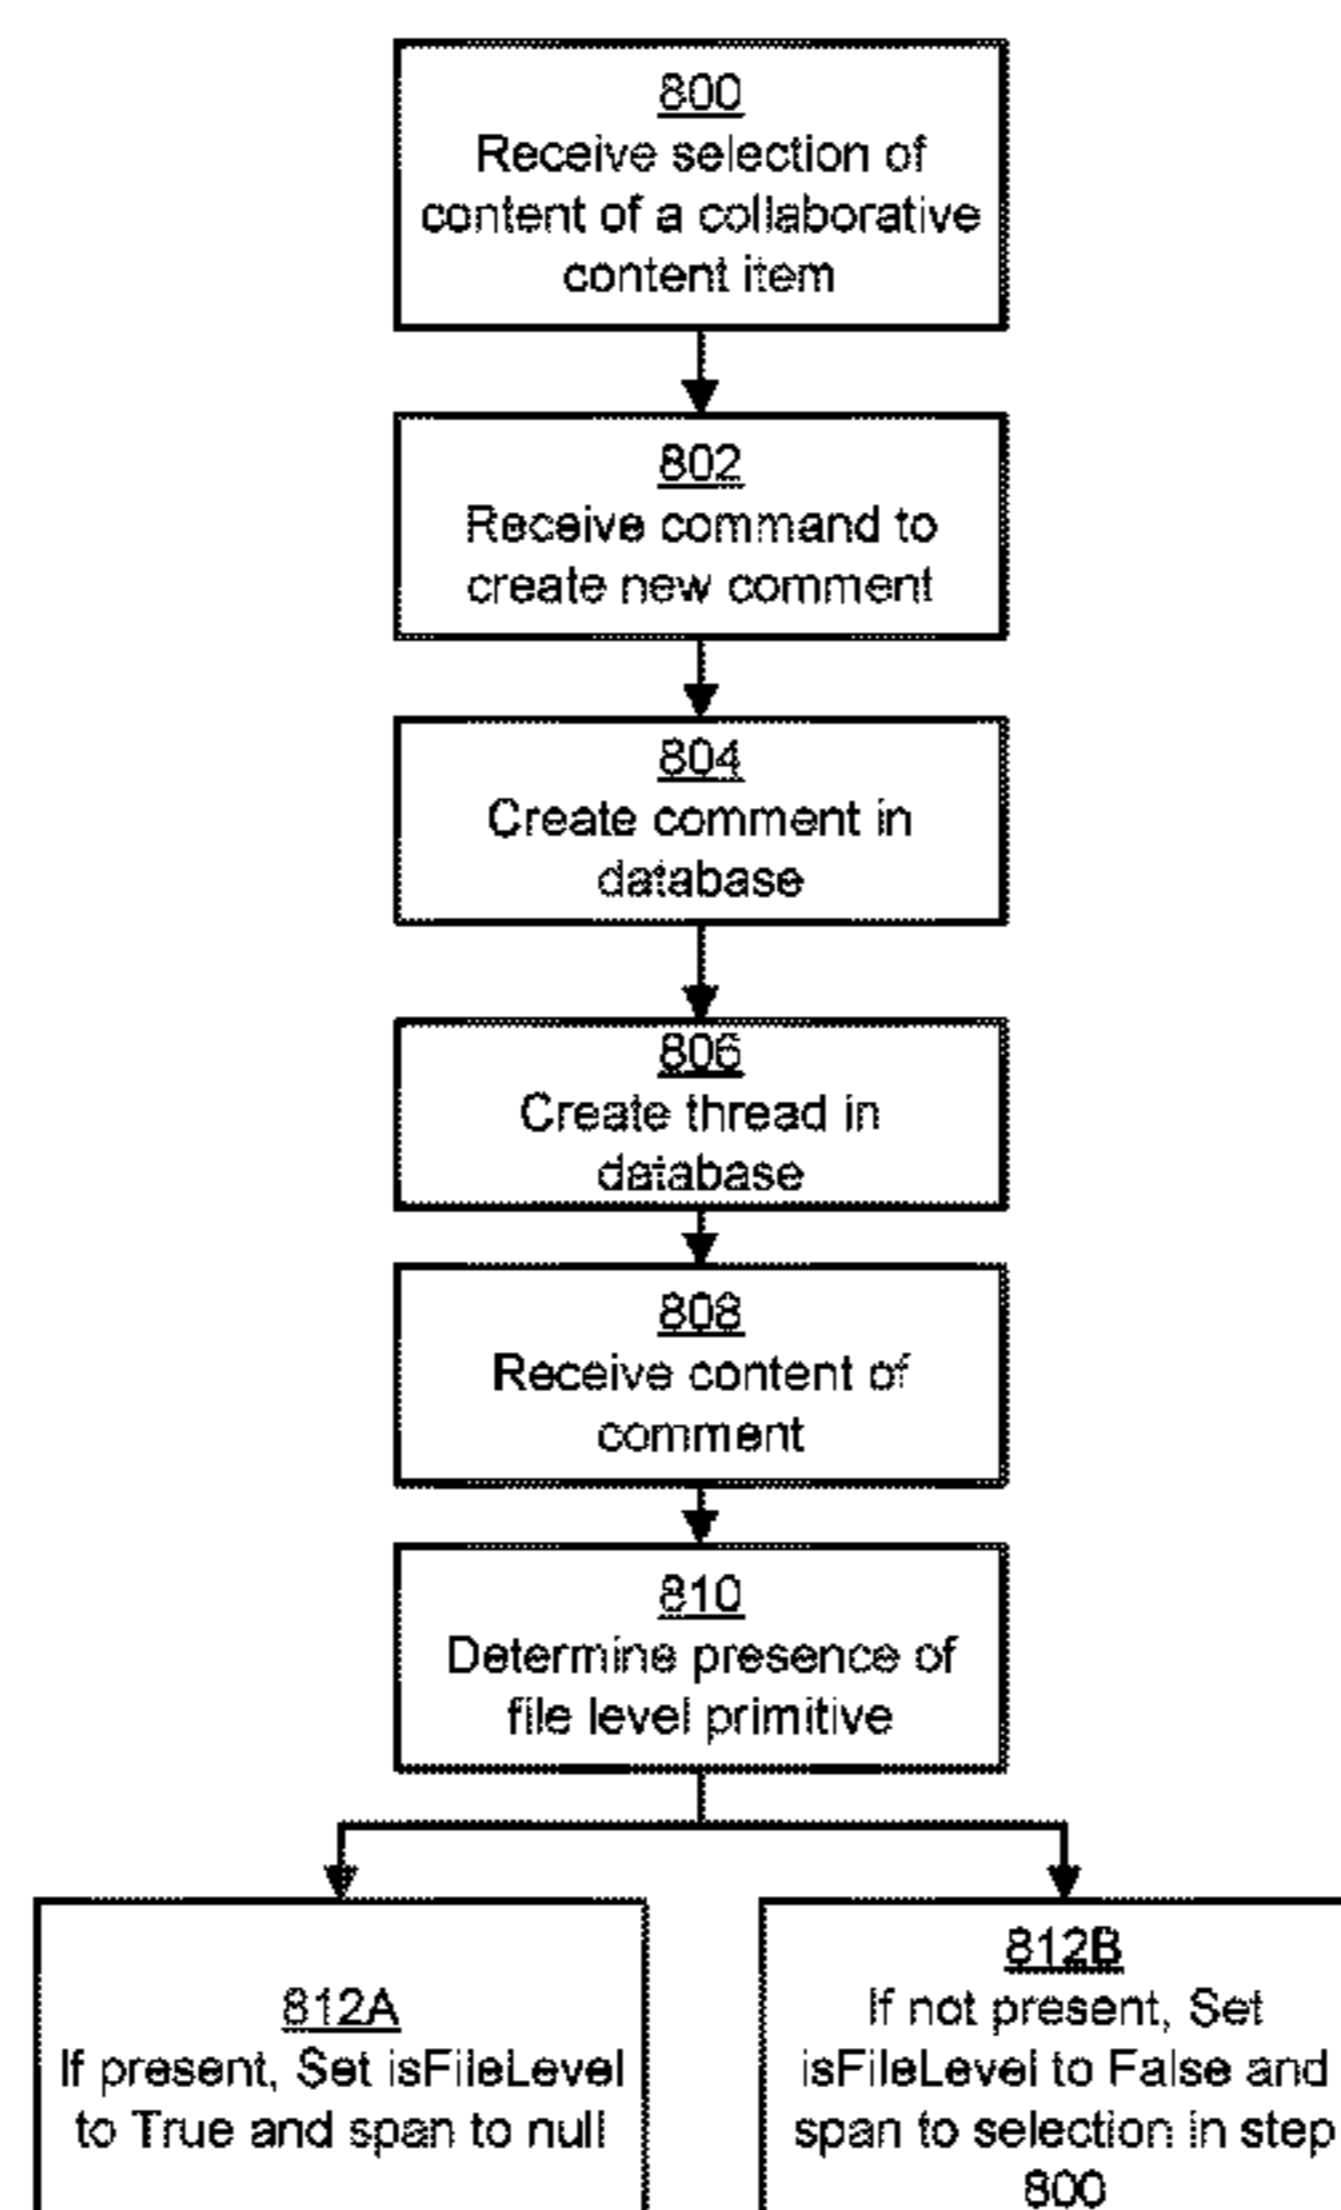 800
Receive selection of
content of a collaborative
content item
802
Receive command to
create new comment
804
Create comment in
database
806
Create thread in
database
808
Receive content of
comment
810
Determine presence of
file level primitive
812A
If present, Set isFileLevel
to True and span to null
812B
If not present, Set
isFileLevel to False and
span to selection in step
800